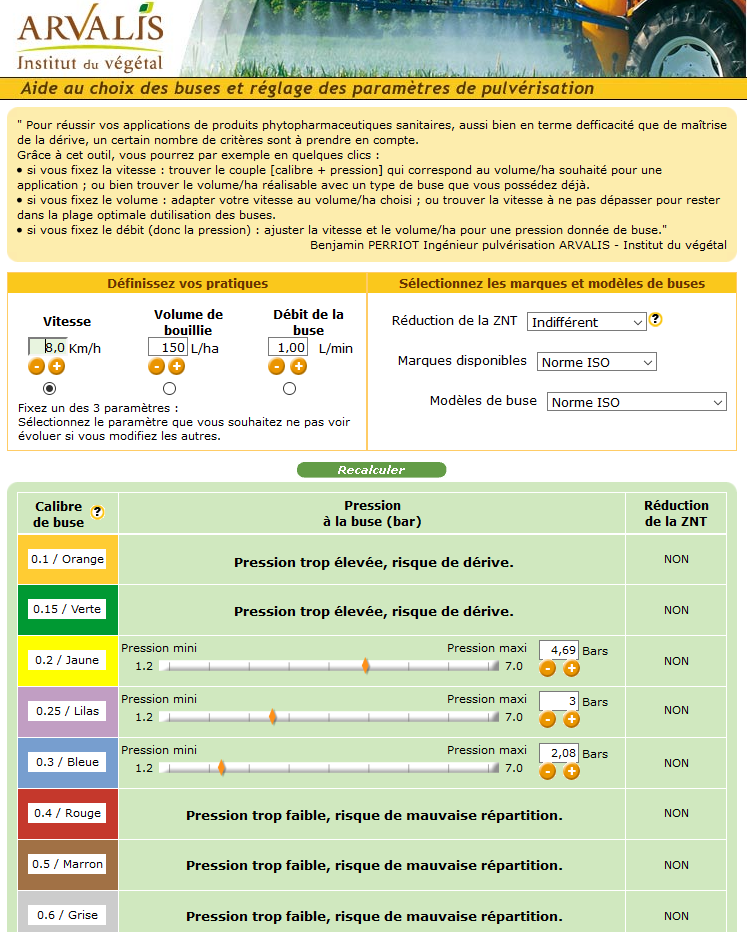 ARVALIS
Institut du végétal
Aide au choix des buses et réglage des paramètres de pulvérisation
" Pour réussir vos applications de produits phytopharmaceutiques sanitaires, aussi bien en terme defficacité que de maîtrise
de la dérive, un certain nombre de critères sont à prendre en compte.
Grâce à cet outil, vous pourrez par exemple en quelques clics :
• si vous fixez la vitesse : trouver le couple [calibre + pression] qui correspond au volume/ha souhaité pour une
application ; ou bien trouver le volume/ha réalisable avec un type de buse que vous possédez déjà.
• si vous fixez le volume : adapter votre vitesse au volume/ha choisi ; ou trouver la vitesse à ne pas dépasser pour rester
dans la plage optimale dutilisation des buses.
• si vous fixez le débit (donc la pression) : ajuster la vitesse et le volume/ha pour une pression donnée de buse."
Benjamin PERRIOT Ingénieur pulvérisation ARVALIS - Institut du végétal
Définissez vos pratiques
Vitesse
8,0 Km/h
- +
Volume de
bouillie
150 L/ha
- +
Débit de la
buse
1,00 L/min
- +
Fixez un des 3 paramètres :
Sélectionnez le paramètre que vous souhaitez ne pas voir
évoluer si vous modifiez les autres.
Sélectionnez les marques et modèles de buses
Réduction de la ZNT Indifférent ?
Marques disponibles Norme ISO
Modèles de buse Norme ISO
Recalculer
Calibre
de buse ?
Pression
à la buse (bar)
Réduction
de la ZNT
0.1 / Orange Pression trop élevée, risque de dérive. NON
0.15 / Verte Pression trop élevée, risque de dérive. NON
Pression mini Pression maxi
0.2 / Jaune 1.2 7.0 4,69 Bars NON
- +
Pression mini Pression maxi
0.25 / Lilas 1.2 7.0 3 Bars NON
- +
Pression mini Pression maxi
0.3 / Bleue 1.2 7.0 2,08 Bars NON
- +
0.4 / Rouge Pression trop faible, risque de mauvaise répartition. NON
0.5 / Marron Pression trop faible, risque de mauvaise répartition. NON
0.6 / Grise Pression trop faible, risque de mauvaise répartition. NON